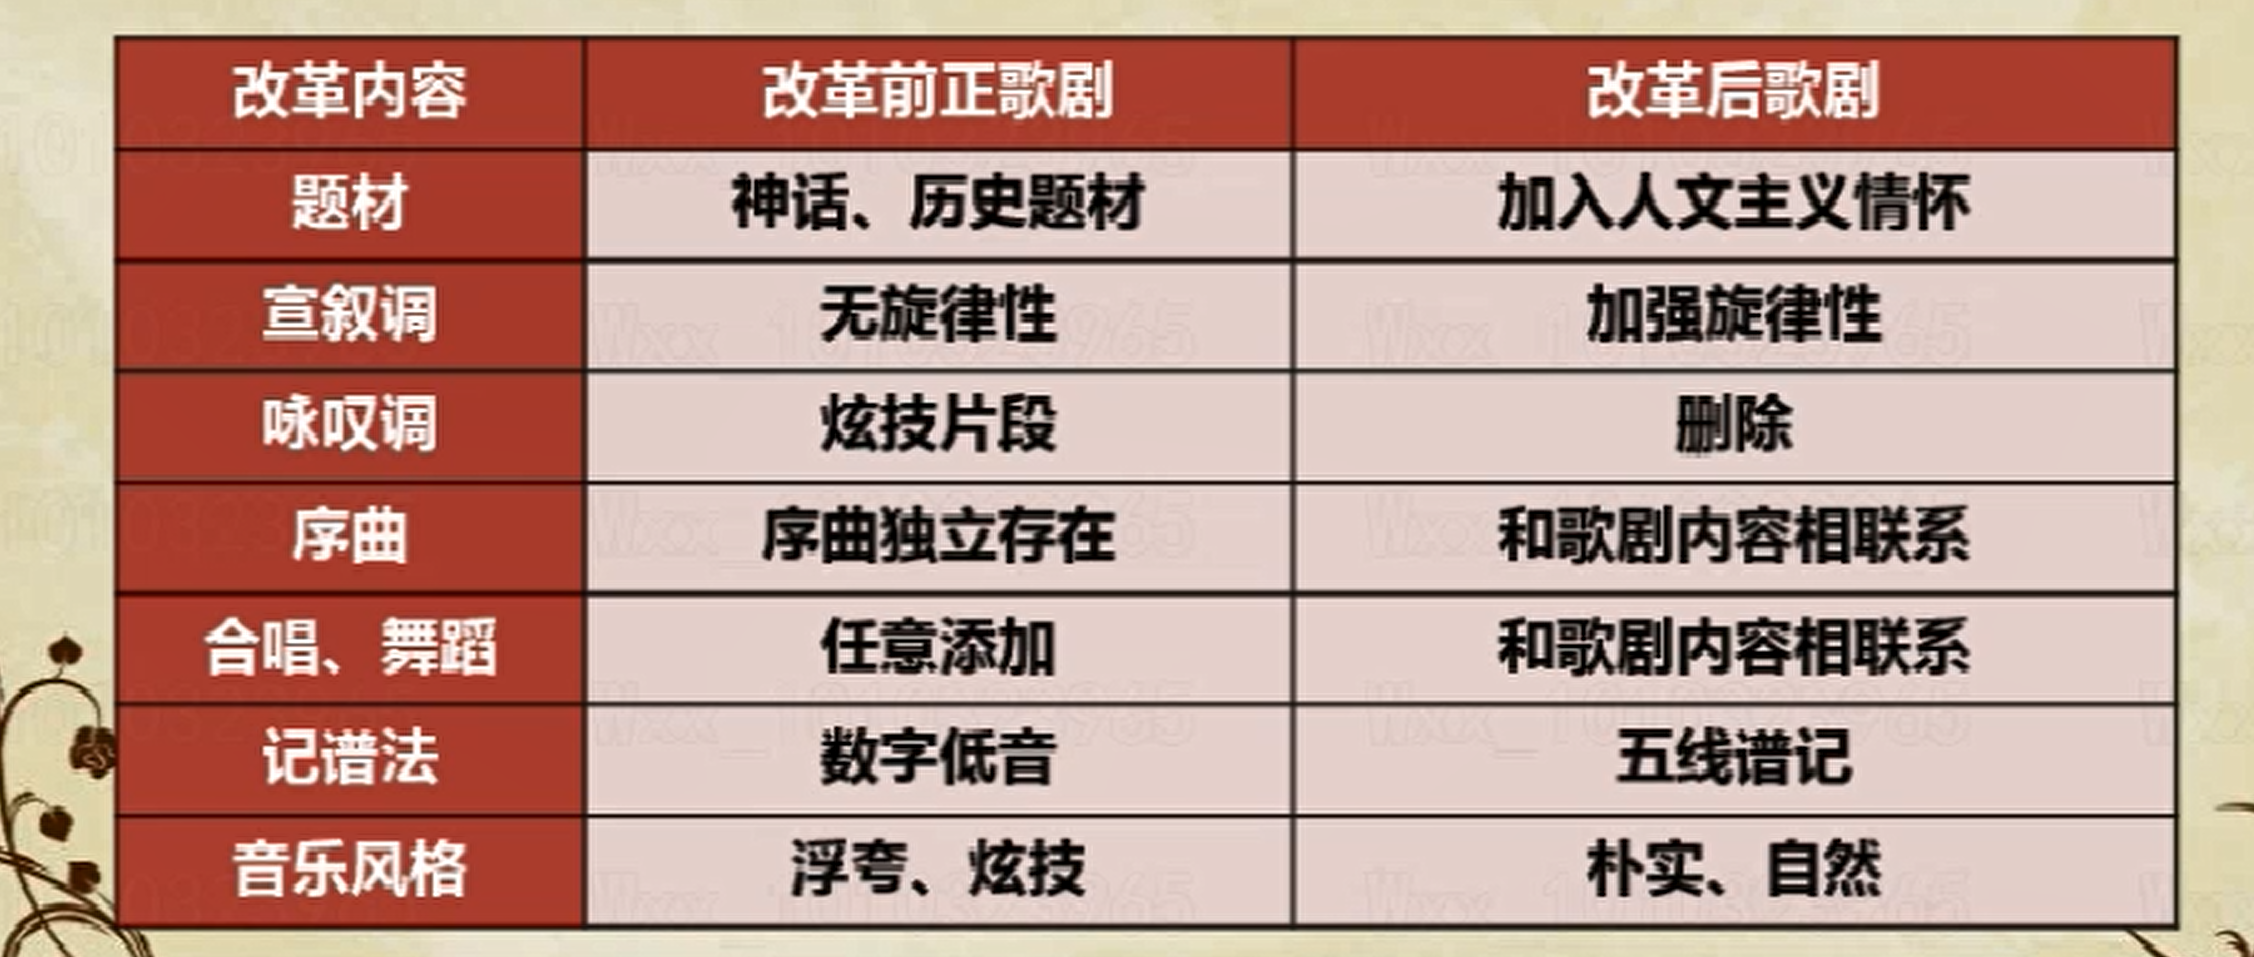 改革内容 改革前正歌剧 改革后歌剧
题材 神话、历史题材 加入人文主义情怀
宣叙调 无旋律性 加强旋律性
咏叹调 炫技片段 删除
序曲 序曲独立存在 和歌剧内容相联系
合唱、舞蹈 任意添加 和歌剧内容相联系
记谱法 数字低音 五线谱记
音乐风格 浮夸、炫技 朴实、自然